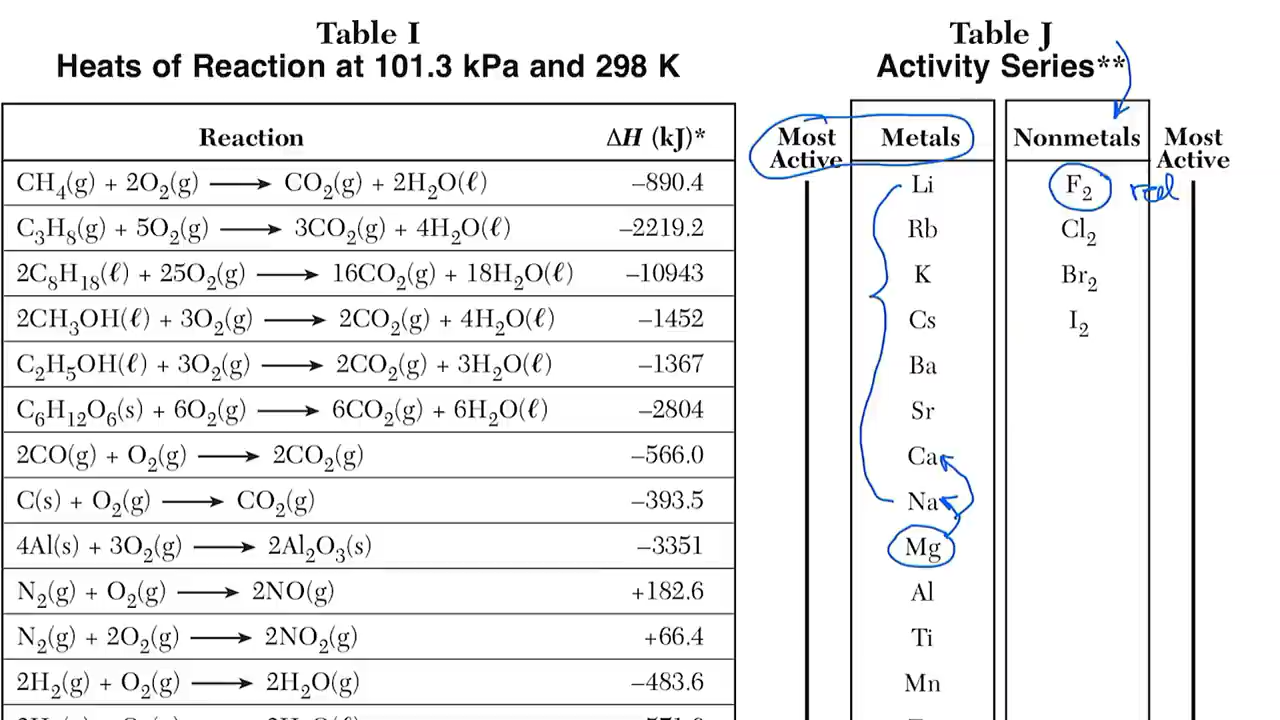 Table I
Heats of Reaction at 101.3 kPa and 298 K
Reaction ΔH (kJ)*
CH₄(g) + 2O₂(g) ⟶ CO₂(g) + 2H₂O(ℓ) –890.4
C₃H₈(g) + 5O₂(g) ⟶ 3CO₂(g) + 4H₂O(ℓ) –2219.2
2C₈H₁₈(ℓ) + 25O₂(g) ⟶ 16CO₂(g) + 18H₂O(ℓ) –10943
2CH₃OH(ℓ) + 3O₂(g) ⟶ 2CO₂(g) + 4H₂O(ℓ) –1452
C₂H₅OH(ℓ) + 3O₂(g) ⟶ 2CO₂(g) + 3H₂O(ℓ) –1367
C₆H₁₂O₆(s) + 6O₂(g) ⟶ 6CO₂(g) + 6H₂O(ℓ) –2804
2CO(g) + O₂(g) ⟶ 2CO₂(g) –566.0
C(s) + O₂(g) ⟶ CO₂(g) –393.5
4Al(s) + 3O₂(g) ⟶ 2Al₂O₃(s) –3351
N₂(g) + O₂(g) ⟶ 2NO(g) +182.6
N₂(g) + 2O₂(g) ⟶ 2NO₂(g) +66.4
2H₂(g) + O₂(g) ⟶ 2H₂O(g) –483.6
Table J
Activity Series**
Most Active Metals Nonmetals Most Active
Li F₂
Rb Cl₂
K Br₂
Cs I₂
Ba
Sr
Ca
Na
Mg
Al
Ti
Mn